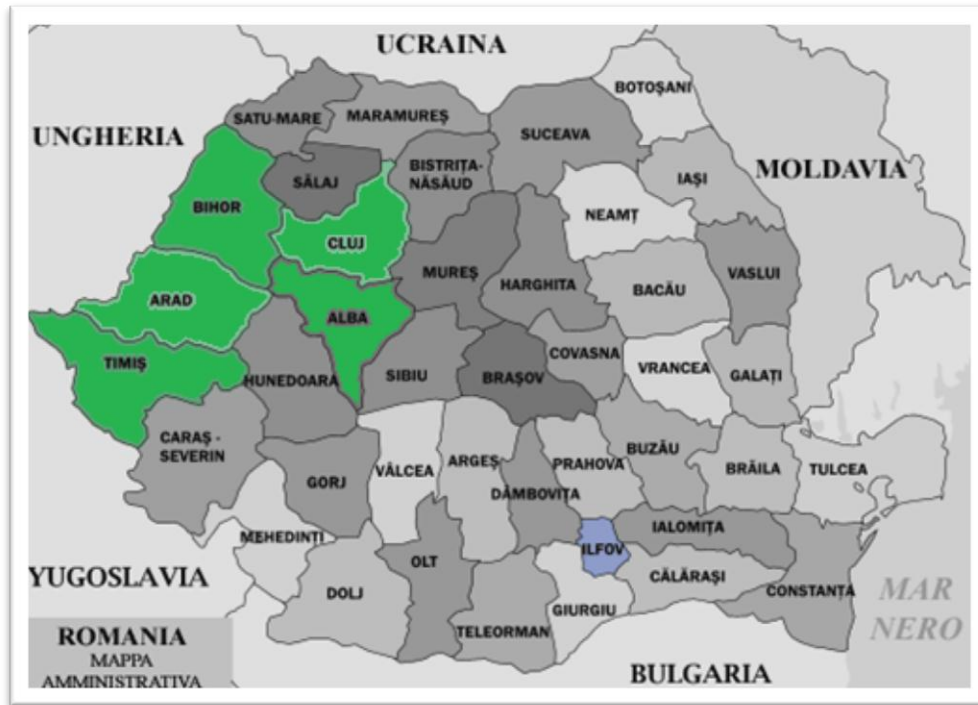 UCRAINA
BOTOȘANI
SATU-MARE
MARAMUREȘ
SUCEAVA
UNGHERIA
BISTRIȚA-
NĂSĂUD
MOLDAVIA
SĂLAJ
IAȘI
BIHOR
NEAMȚ
CLUJ
MUREȘ
VASLUI
HARGHITA
BACĂU
ARAD
ALBA
TIMIȘ
COVASNA
VRANCEA
GALAȚI
HUNEDOARA
SIBIU
BRAȘOV
CARAȘ -
SEVERIN
BUZĂU
VÂLCEA
ARGEȘ
PRAHOVA
BRĂILA
TULCEA
GORJ
DÂMBOVIȚA
IALOMIȚA
MEHEDINȚI
ILFOV
OLT
CĂLĂRAȘI
YUGOSLAVIA
DOLJ
CONSTANȚA
MAR
NERO
GIURGIU
TELEORMAN
ROMANIA
MAPPA
AMMINISTRATIVA
BULGARIA